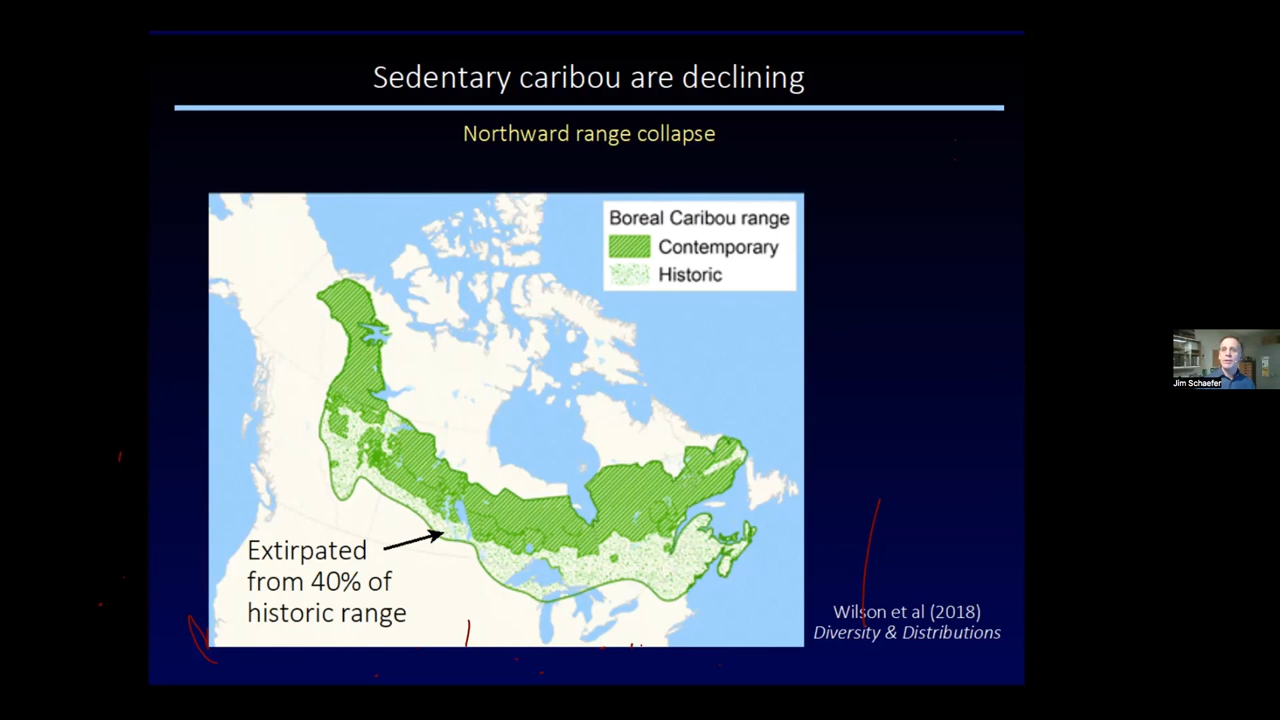 Sedentary caribou are declining
Northward range collapse
Boreal Caribou range
Contemporary
Historic
Extirpated
from 40% of
historic range
Wilson et al (2018)
Diversity & Distributions
Jim Schaefer